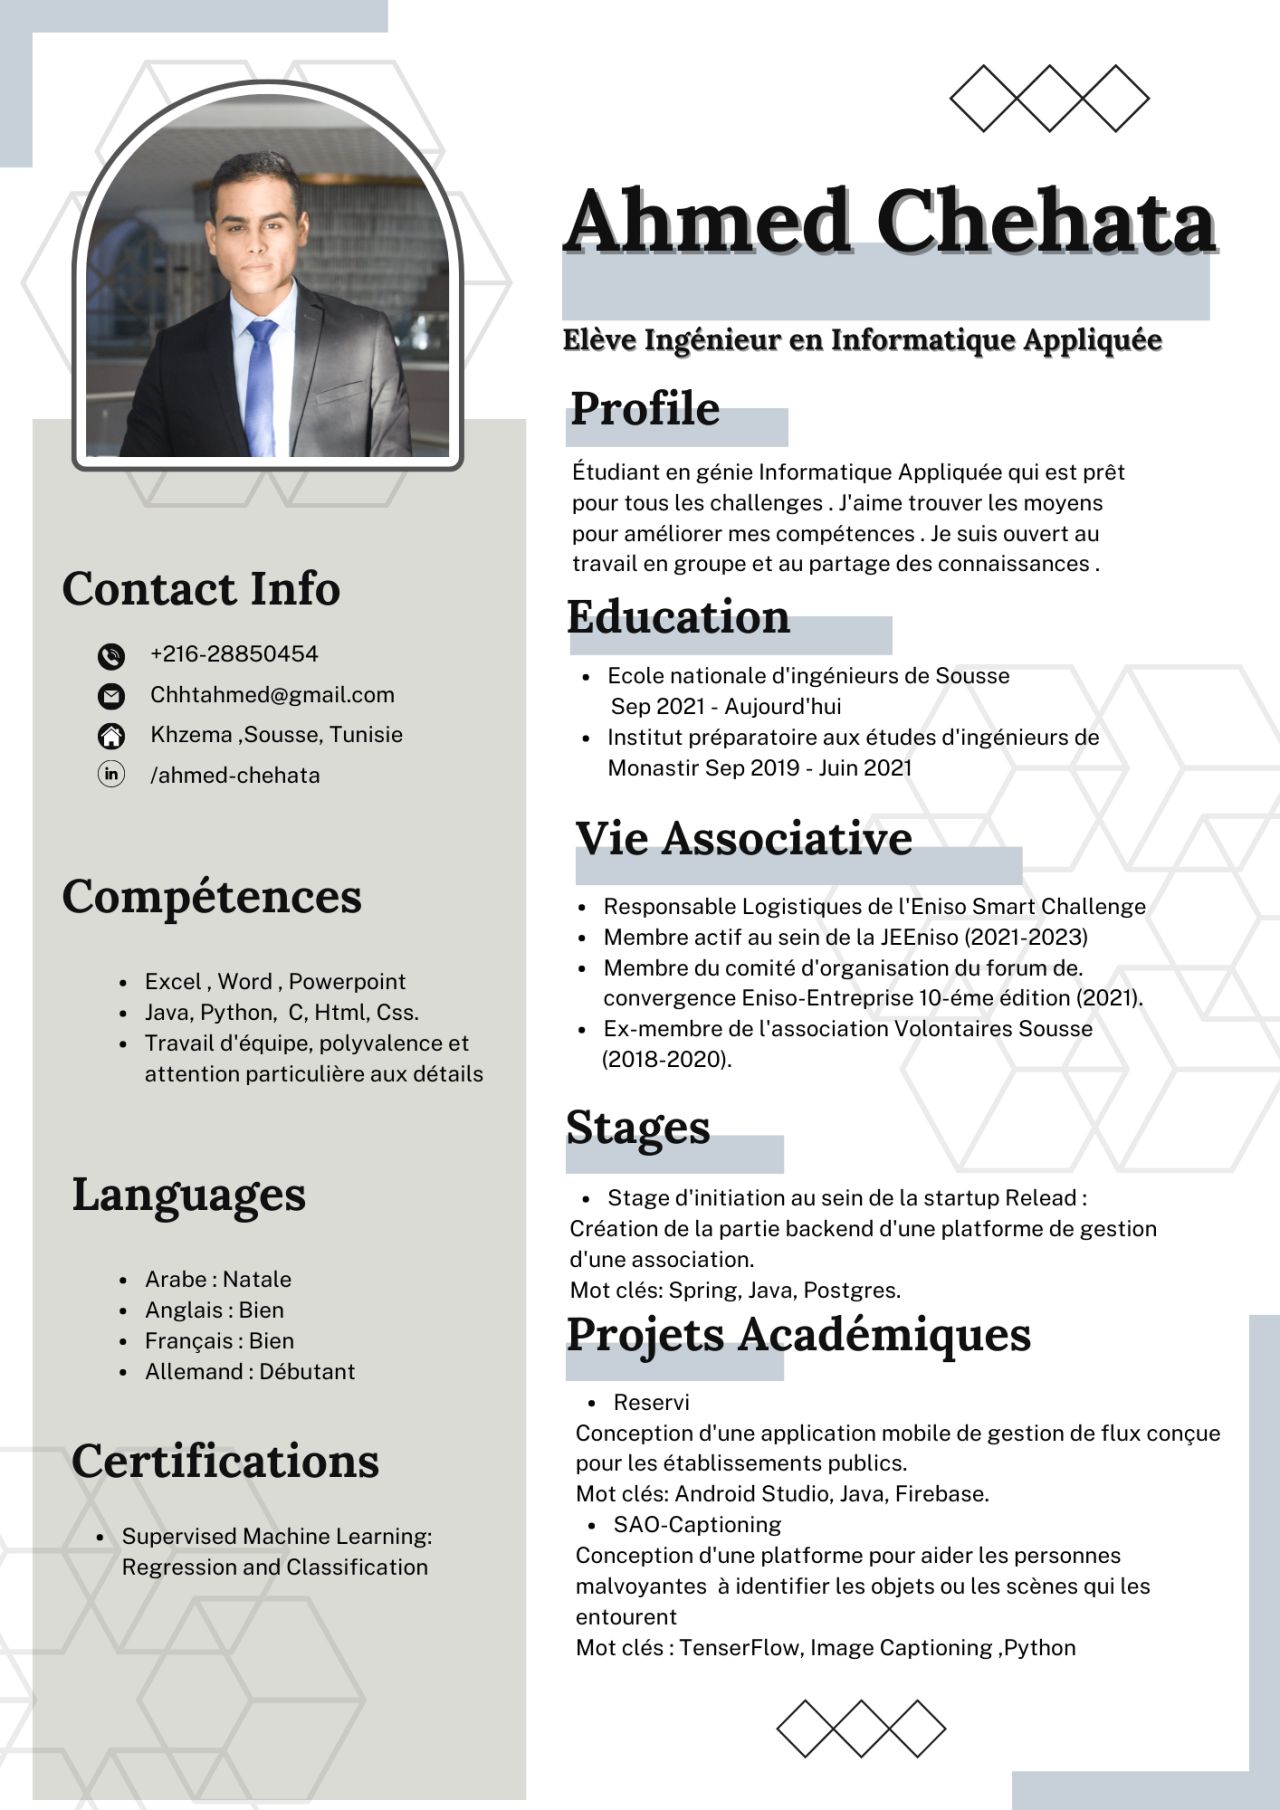 Ahmed Chehata
Elève Ingénieur en Informatique Appliquée
Contact Info
+216-28850454
Chhtahmed@gmail.com
Khzema ,Sousse, Tunisie
in
/ahmed-chehata
Compétences
• Excel , Word , Powerpoint
• Java, Python,  C, Html, Css.
• Travail d'équipe, polyvalence et
attention particulière aux détails
Languages
• Arabe : Natale
• Anglais : Bien
• Français : Bien
• Allemand : Débutant
Certifications
• Supervised Machine Learning:
Regression and Classification
Profile
Étudiant en génie Informatique Appliquée qui est prêt
pour tous les challenges . J'aime trouver les moyens
pour améliorer mes compétences . Je suis ouvert au
travail en groupe et au partage des connaissances .
Education
• Ecole nationale d'ingénieurs de Sousse
Sep 2021 - Aujourd'hui
• Institut préparatoire aux études d'ingénieurs de
Monastir Sep 2019 - Juin 2021
Vie Associative
• Responsable Logistiques de l'Eniso Smart Challenge
• Membre actif au sein de la JEEniso (2021-2023)
• Membre du comité d'organisation du forum de.
convergence Eniso-Entreprise 10-éme édition (2021).
• Ex-membre de l'association Volontaires Sousse
(2018-2020).
Stages
• Stage d'initiation au sein de la startup Relead :
Création de la partie backend d'une platforme de gestion
d'une association.
Mot clés: Spring, Java, Postgres.
Projets Académiques
• Reservi
Conception d'une application mobile de gestion de flux conçue
pour les établissements publics.
Mot clés: Android Studio, Java, Firebase.
• SAO-Captioning
Conception d'une platforme pour aider les personnes
malvoyantes  à identifier les objets ou les scènes qui les
entourent
Mot clés : TenserFlow, Image Captioning ,Python